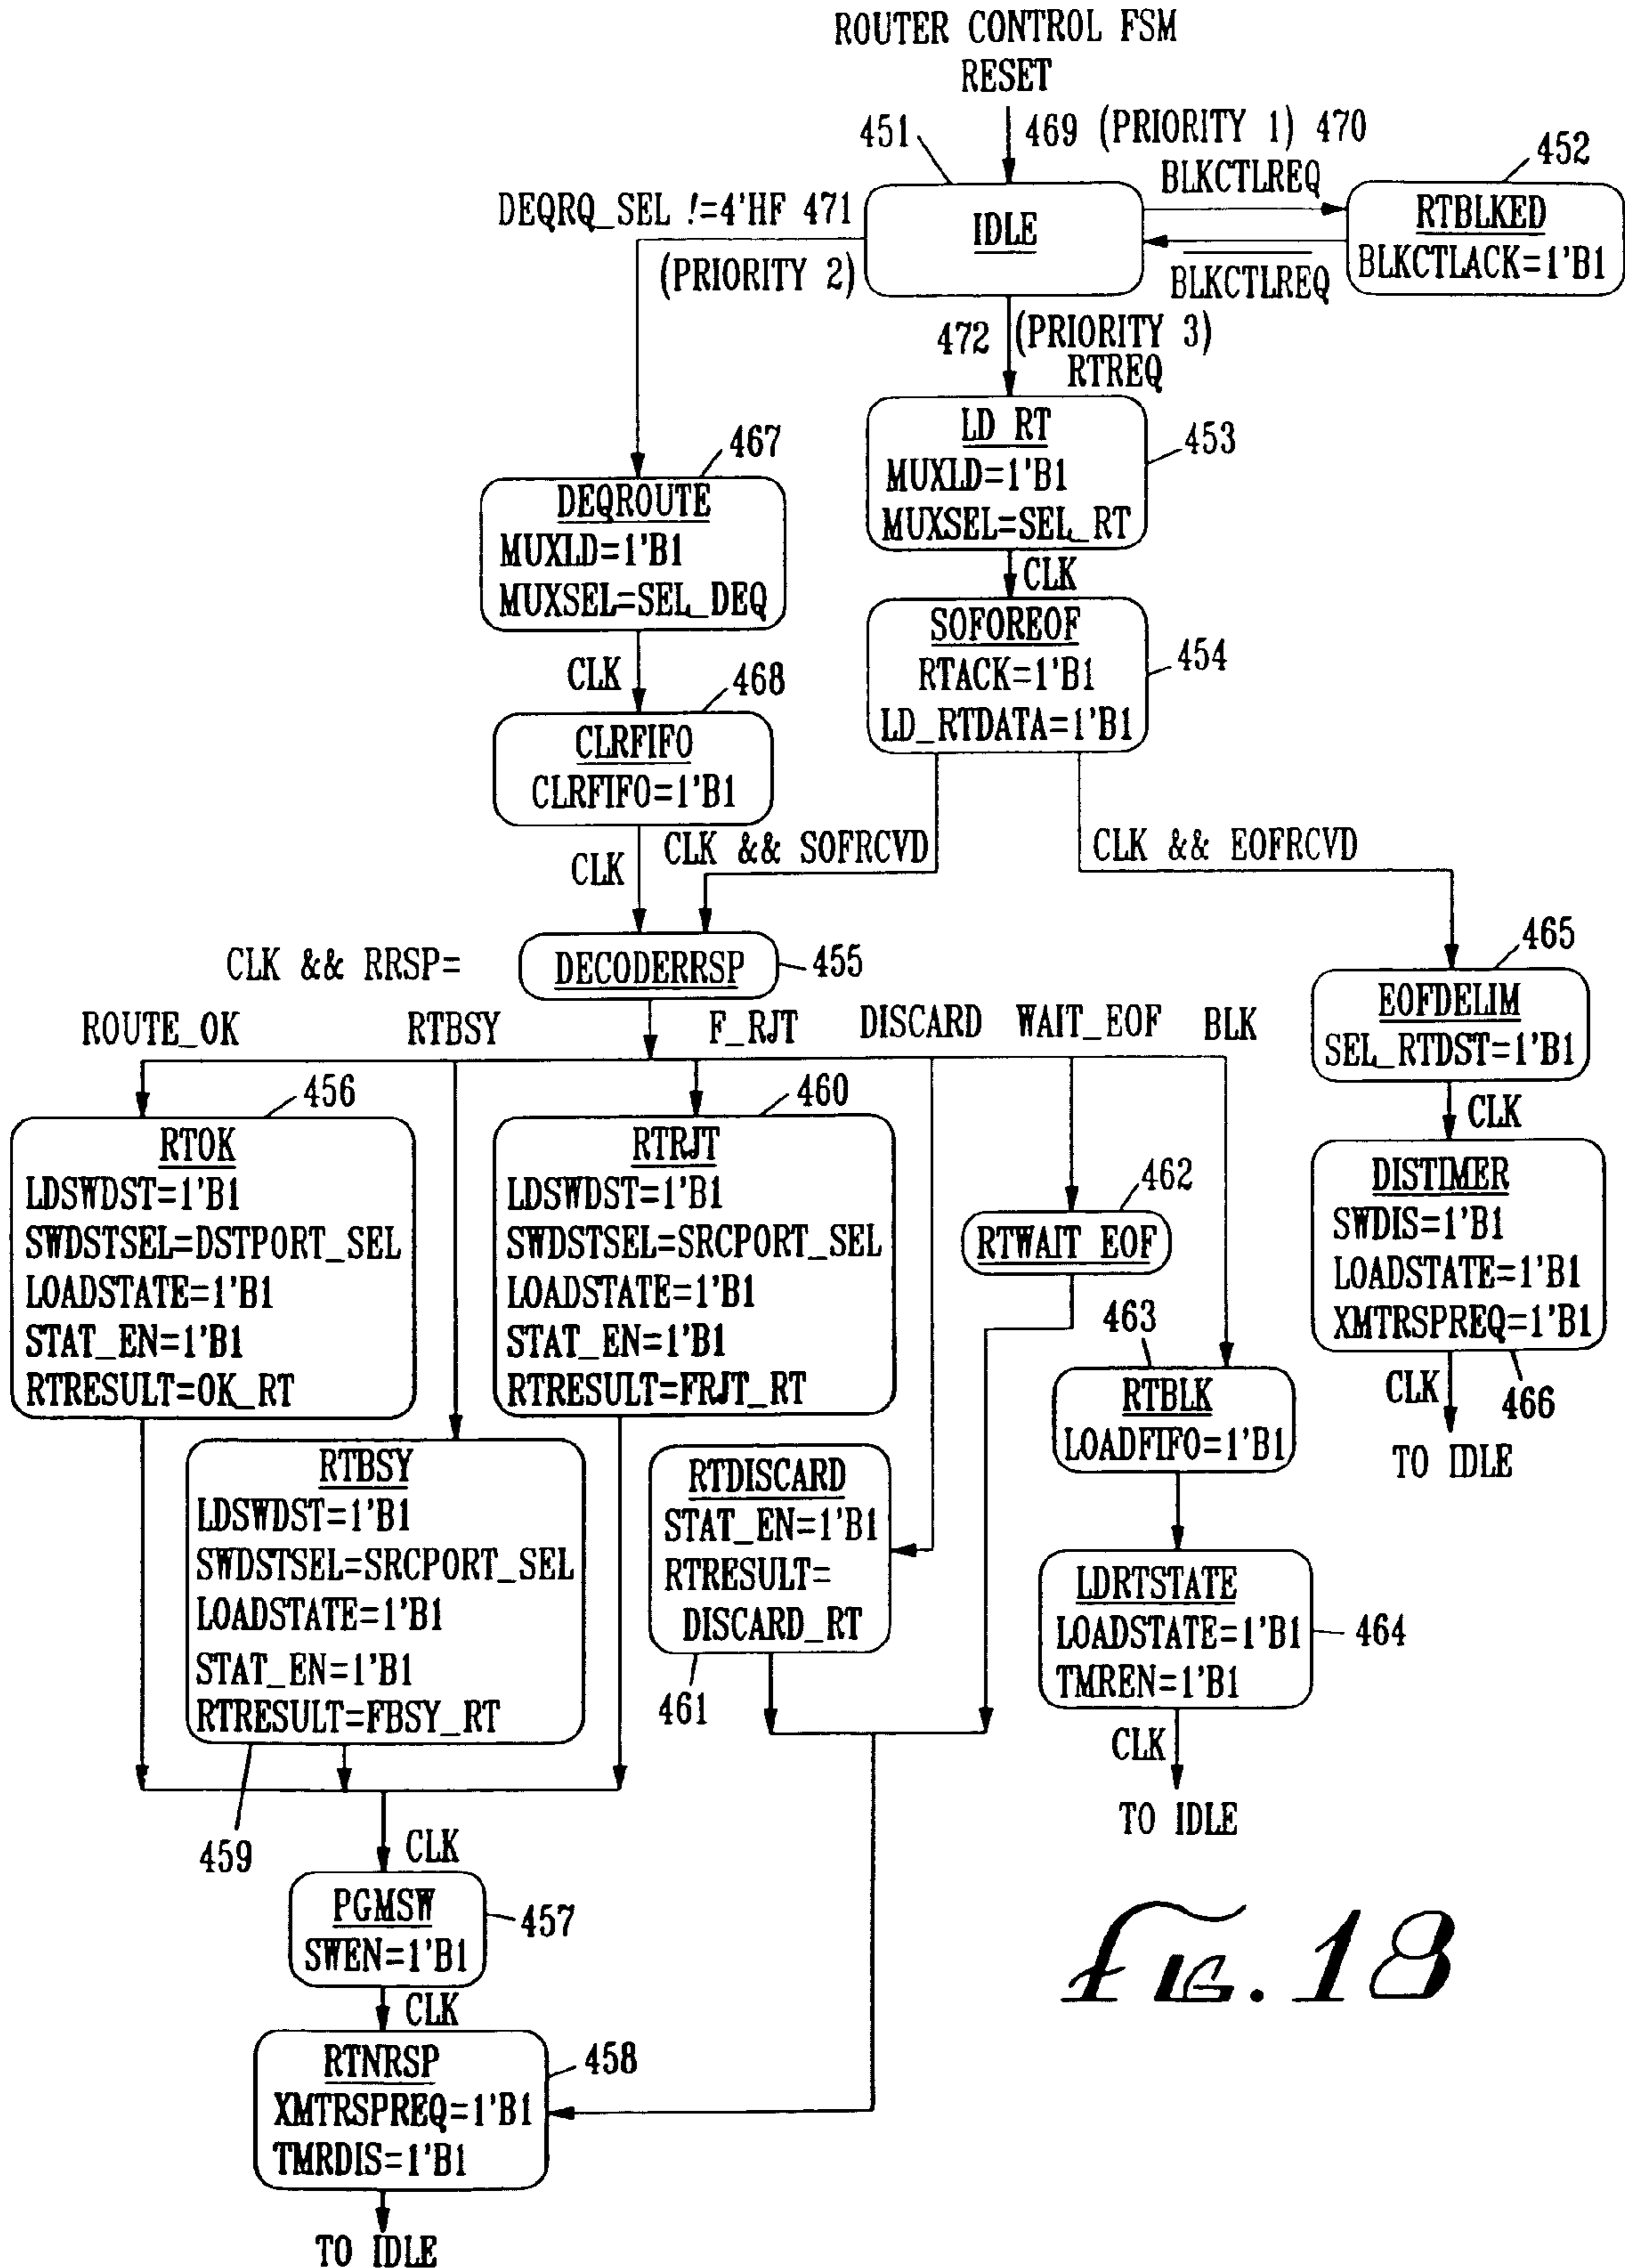 ROUTER CONTROL FSM
RESET
469 (PRIORITY 1) 470
451
452
BLKCTLREQ
IDLE
RTBLKED
BLKCTLACK=1'B1
BLKCTLREQ
DEQRQ_SEL !=4'HF 471
(PRIORITY 2)
472 (PRIORITY 3)
RTREQ
467
DEQROUTE
MUXLD=1'B1
MUXSEL=SEL_DEQ
LD RT
MUXLD=1'B1
MUXSEL=SEL_RT
453
CLK
SOFOREOF
RTACK=1'B1
LD_RTDATA=1'B1
454
CLK
468
CLRFIFO
CLRFIFO=1'B1
CLK
CLK && SOFRCVD
CLK && EOFRCVD
CLK && RRSP=
DECODERRSP
455
465
EOFDELIM
SEL_RTDST=1'B1
CLK
DISTIMER
SWDIS=1'B1
LOADSTATE=1'B1
XMTRSPREQ=1'B1
466
CLK
TO IDLE
ROUTE_OK
RTBSY
F_RJT
DISCARD
WAIT_EOF
BLK
456
RTOK
LDSWDST=1'B1
SWDSTSEL=DSTPORT_SEL
LOADSTATE=1'B1
STAT_EN=1'B1
RTRESULT=OK_RT
460
RTRJT
LDSWDST=1'B1
SWDSTSEL=SRCPORT_SEL
LOADSTATE=1'B1
STAT_EN=1'B1
RTRESULT=FRJT_RT
462
RTWAIT EOF
463
RTBLK
LOADFIFO=1'B1
RTBSY
LDSWDST=1'B1
SWDSTSEL=SRCPORT_SEL
LOADSTATE=1'B1
STAT_EN=1'B1
RTRESULT=FBSY_RT
459
RTDISCARD
STAT_EN=1'B1
RTRESULT=
DISCARD_RT
461
LDRTSTATE
LOADSTATE=1'B1
TMREN=1'B1
464
CLK
TO IDLE
CLK
PGMSW
SWEN=1'B1
457
CLK
RTNRSP
XMTRSPREQ=1'B1
TMRDIS=1'B1
458
TO IDLE
FIG. 18